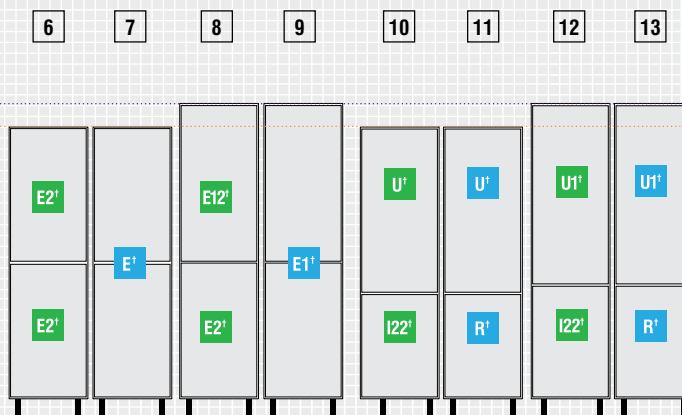 6 7 8 9 10 11 12 13
E2† E12† U† U† U1† U1†
E† E1†
E2† E2† I22† R† I22† R†